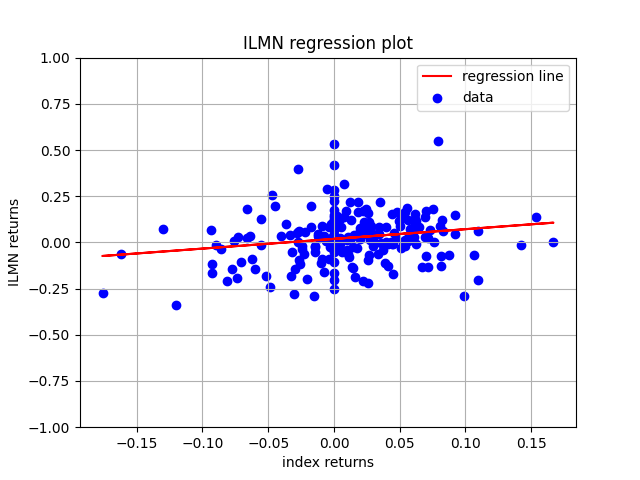 ILMN regression plot
regression line
data
1.00
0.75
0.50
0.25
0.00
−0.25
−0.50
−0.75
−1.00
ILMN returns
−0.15 −0.10 −0.05 0.00 0.05 0.10 0.15
index returns